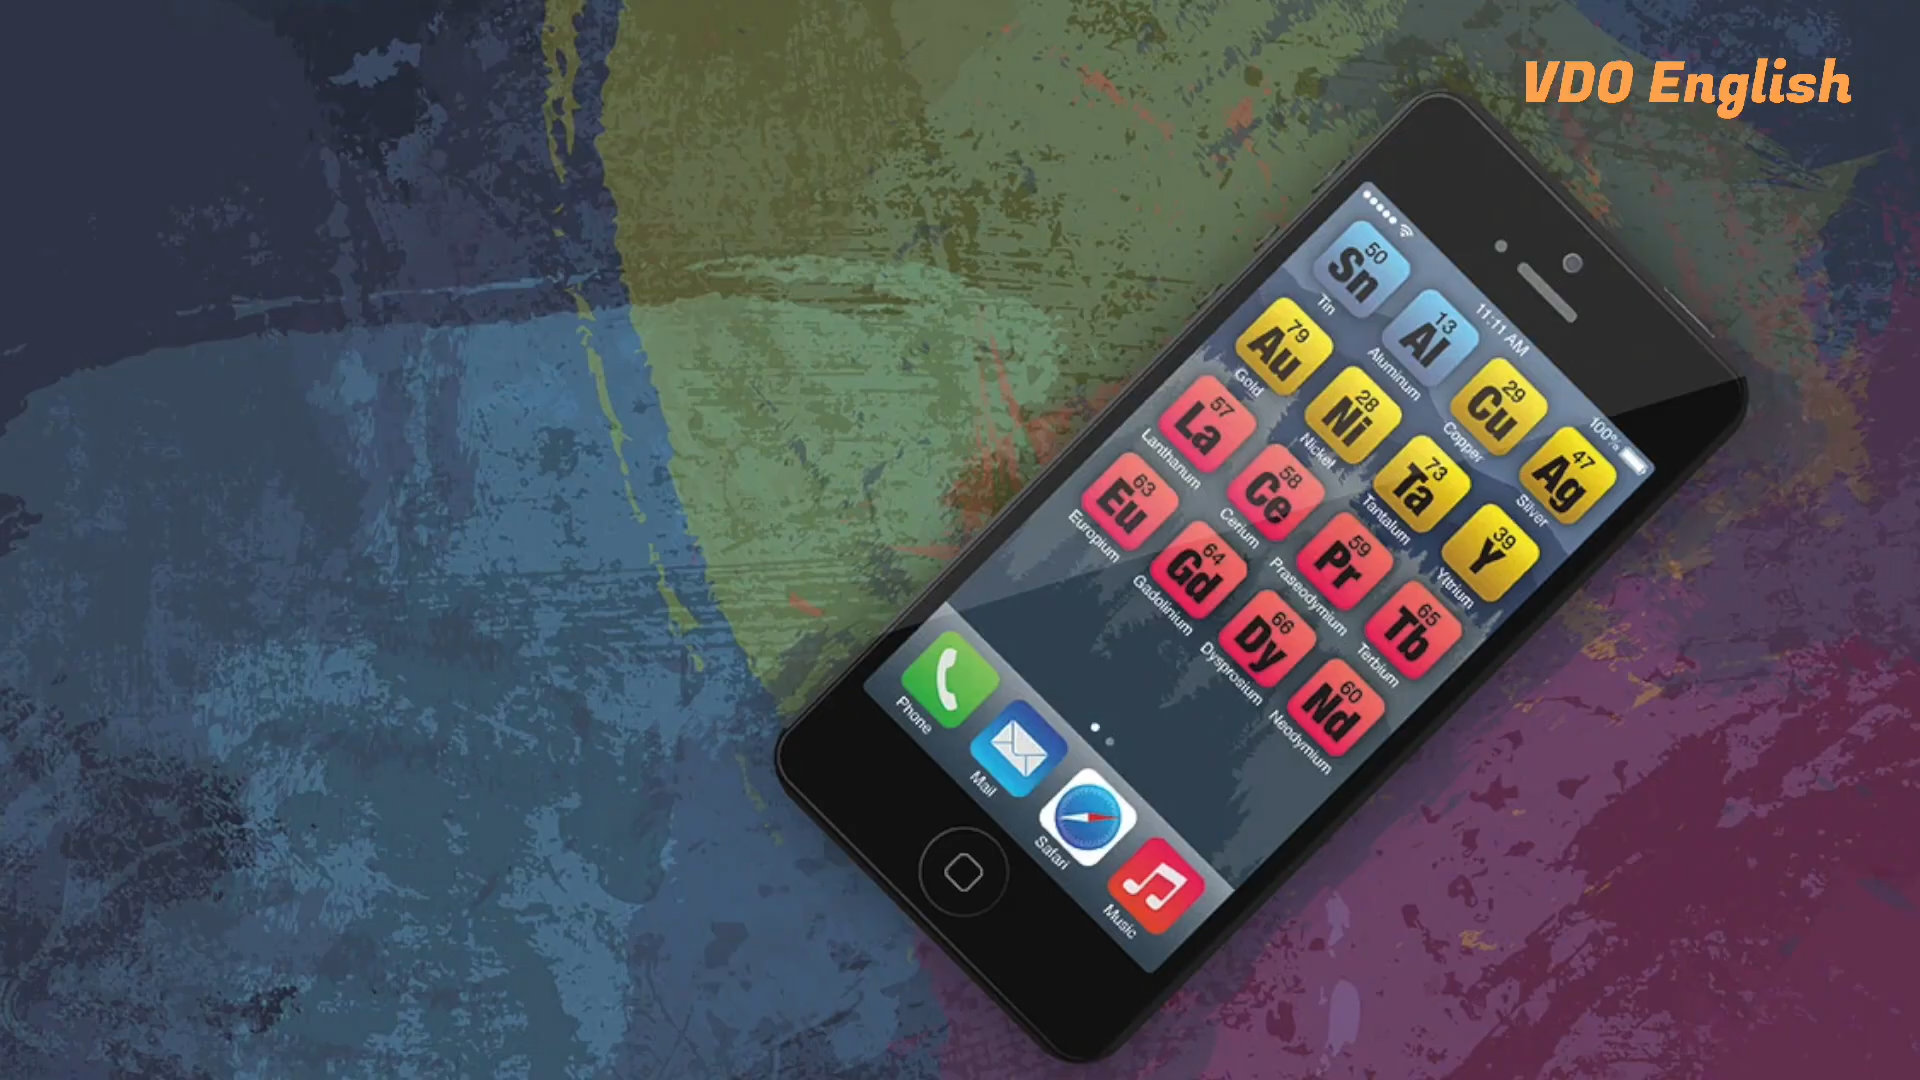 VDO English
11:11 AM
100%
50
Sn
Tin
13
Al
Aluminum
29
Cu
Copper
47
Ag
Silver
79
Au
Gold
28
Ni
Nickel
73
Ta
Tantalum
39
Y
Yttrium
57
La
Lanthanum
58
Ce
Cerium
59
Pr
Praseodymium
65
Tb
Terbium
63
Eu
Europium
64
Gd
Gadolinium
66
Dy
Dysprosium
60
Nd
Neodymium
Phone
Mail
Safari
Music